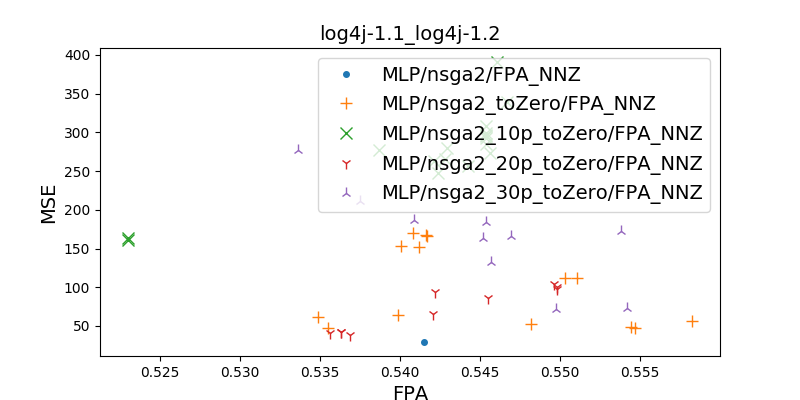 log4j-1.1_log4j-1.2
400
350
300
250
200
150
100
50
MSE
MLP/nsga2/FPA_NNZ
MLP/nsga2_toZero/FPA_NNZ
MLP/nsga2_10p_toZero/FPA_NNZ
MLP/nsga2_20p_toZero/FPA_NNZ
MLP/nsga2_30p_toZero/FPA_NNZ
0.525 0.530 0.535 0.540 0.545 0.550 0.555
FPA